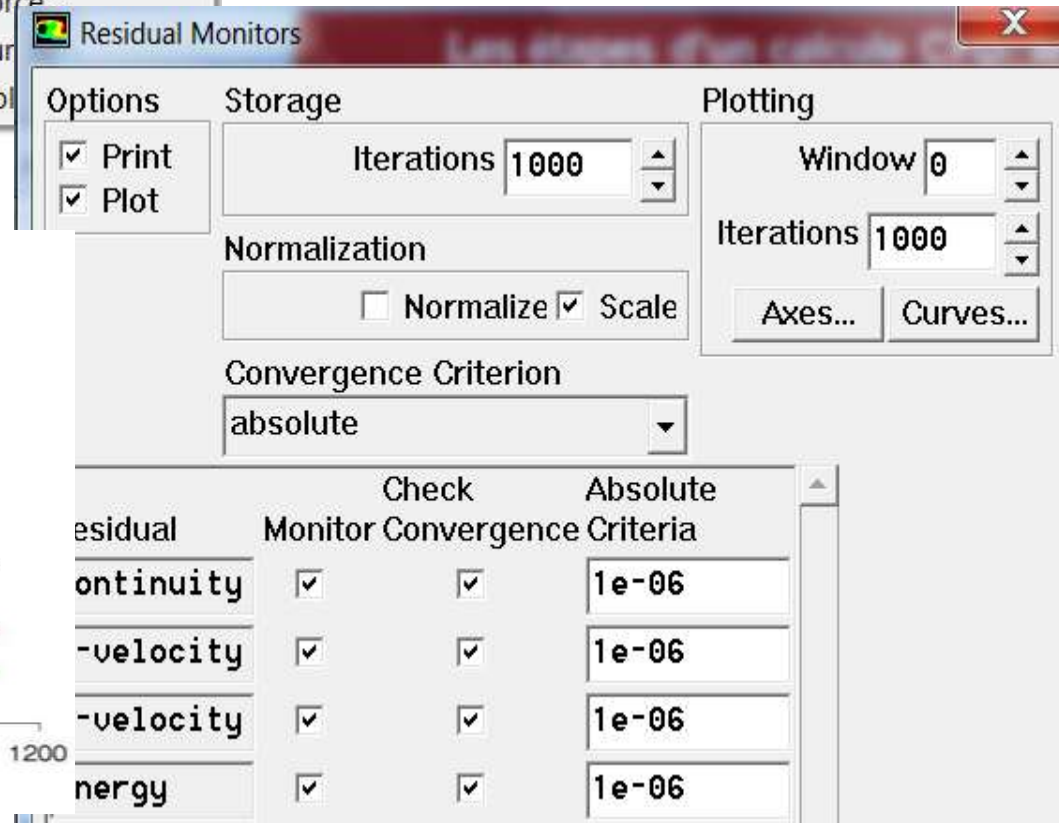 Residual Monitors
Les étapes d'un calcule
X
Options
Print
Plot
Storage
Iterations 1000
Normalization
Normalize Scale
Convergence Criterion
absolute
Plotting
Window 0
Iterations 1000
Axes... Curves...
esidual Monitor Check Convergence Absolute Criteria
ontinuity 1e-06
-velocity 1e-06
-velocity 1e-06
nergy 1e-06
1200